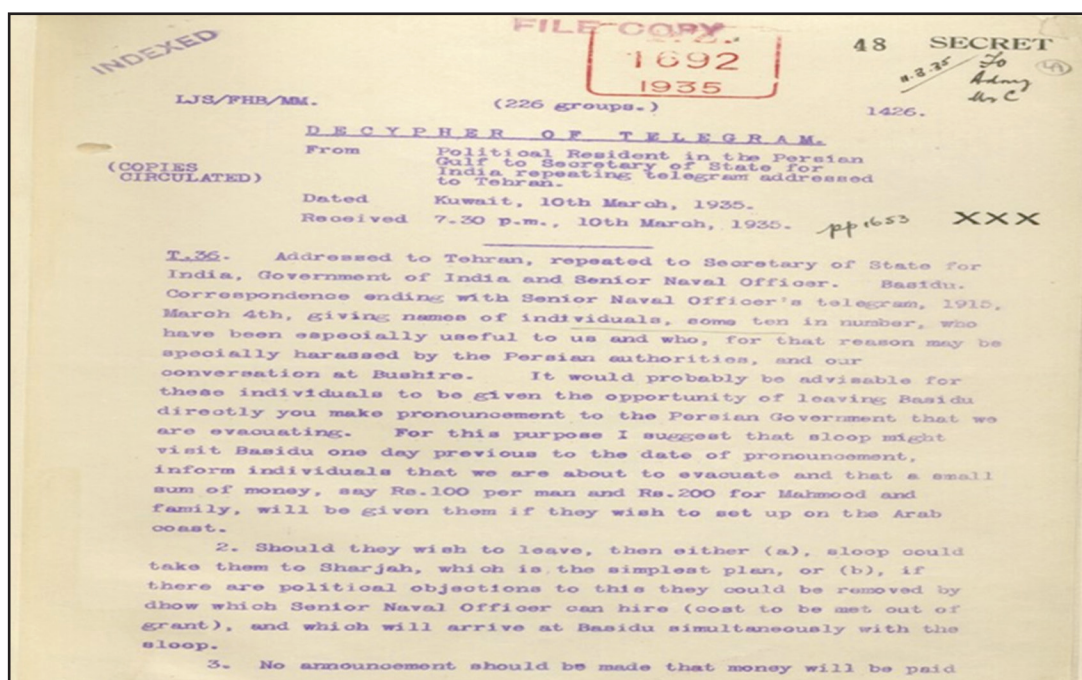 INDEXED
FILE COPY
1692
1935
48 SECRET
To
LJS/FHB/MM. (226 groups.) 1426.
DECYPHER OF TELEGRAM.
(COPIES CIRCULATED)
From Political Resident in the Persian
Gulf to Secretary of State for
India repeating telegram addressed
to Tehran.
Dated Kuwait, 10th March, 1935.
Received 7.30 p.m., 10th March, 1935.
XXX
T.36. Addressed to Tehran, repeated to Secretary of State for
India, Government of India and Senior Naval Officer. Basidu.
Correspondence ending with Senior Naval Officer's telegram, 1915,
March 4th, giving names of individuals, some ten in number, who
have been especially useful to us and who, for that reason may be
specially harassed by the Persian authorities, and our
conversation at Bushire. It would probably be advisable for
these individuals to be given the opportunity of leaving Basidu
directly you make pronouncement to the Persian Government that we
are evacuating. For this purpose I suggest that sloop might
visit Basidu one day previous to the date of pronouncement,
inform individuals that we are about to evacuate and that a small
sum of money, say Rs.100 per man and Rs.200 for Mahmood and
family, will be given them if they wish to set up on the Arab
coast.
2. Should they wish to leave, then either (a), sloop could
take them to Sharjah, which is the simplest plan, or (b), if
there are political objections to this they could be removed by
dhow which Senior Naval Officer can hire (cost to be met out of
grant), and which will arrive at Basidu simultaneously with the
sloop.
3. No announcement should be made that money will be paid